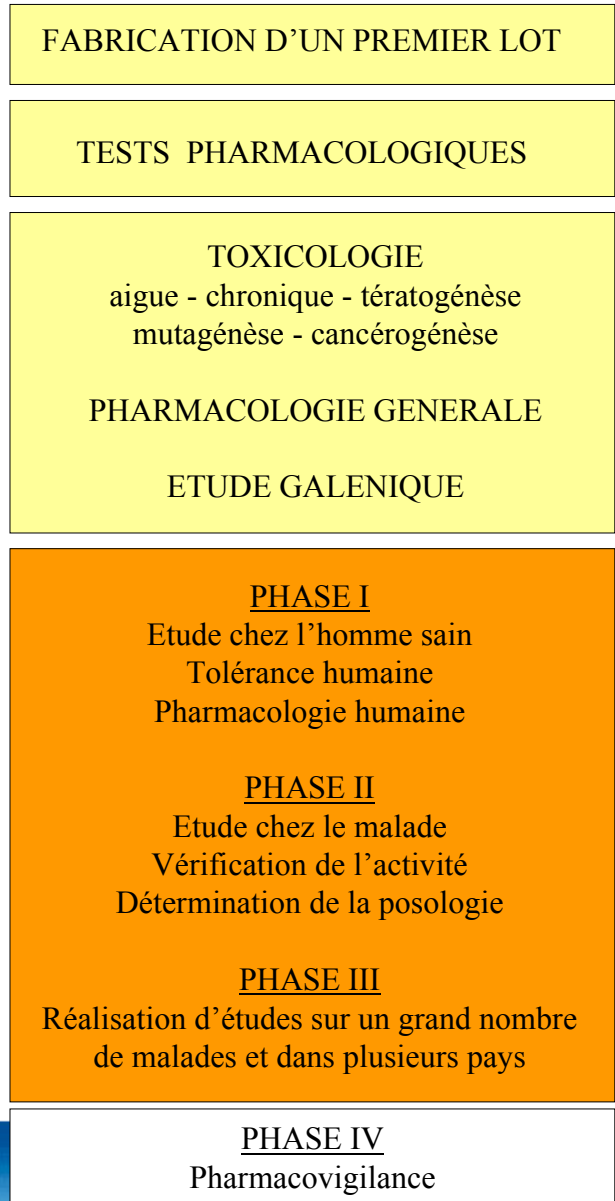 FABRICATION D’UN PREMIER LOT
TESTS PHARMACOLOGIQUES
TOXICOLOGIE
aigue - chronique - tératogénèse
mutagénèse - cancérogénèse
PHARMACOLOGIE GENERALE
ETUDE GALENIQUE
PHASE I
Etude chez l’homme sain
Tolérance humaine
Pharmacologie humaine
PHASE II
Etude chez le malade
Vérification de l’activité
Détermination de la posologie
PHASE III
Réalisation d’études sur un grand nombre
de malades et dans plusieurs pays
PHASE IV
Pharmacovigilance